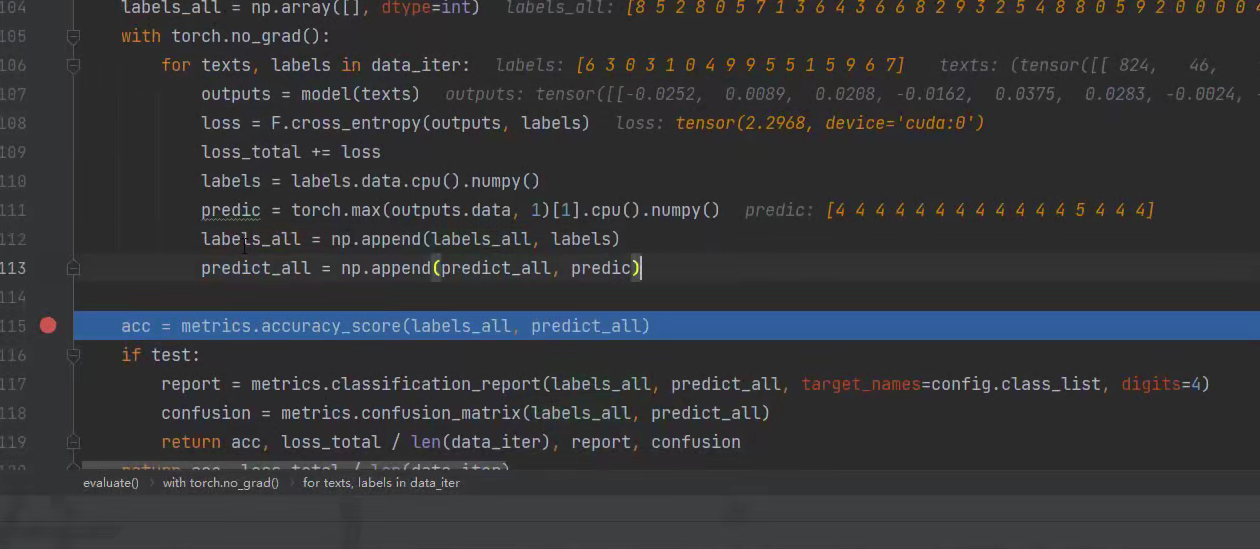 104 labels_all = np.array([], dtype=int) labels_all: [8 5 2 8 0 5 7 1 3 6 4 3 6 6 8 2 9 3 2 5 4 8 8 0 5 9 2 0 0 0 0
105 with torch.no_grad():
106 for texts, labels in data_iter: labels: [6 3 0 3 1 0 4 9 9 5 5 1 5 9 6 7] texts: (tensor([[ 824, 46,
107 outputs = model(texts) outputs: tensor([[-0.0252, 0.0089, 0.0208, -0.0162, 0.0375, 0.0283, -0.0024, -
108 loss = F.cross_entropy(outputs, labels) loss: tensor(2.2968, device='cuda:0')
109 loss_total += loss
110 labels = labels.data.cpu().numpy()
111 predic = torch.max(outputs.data, 1)[1].cpu().numpy() predic: [4 4 4 4 4 4 4 4 4 4 4 4 5 4 4 4]
112 labels_all = np.append(labels_all, labels)
113 predict_all = np.append(predict_all, predic)
114
115 acc = metrics.accuracy_score(labels_all, predict_all)
116 if test:
117 report = metrics.classification_report(labels_all, predict_all, target_names=config.class_list, digits=4)
118 confusion = metrics.confusion_matrix(labels_all, predict_all)
119 return acc, loss_total / len(data_iter), report, confusion
return acc, loss_total / len(data_iter)
evaluate() › with torch.no_grad() › for texts, labels in data_iter